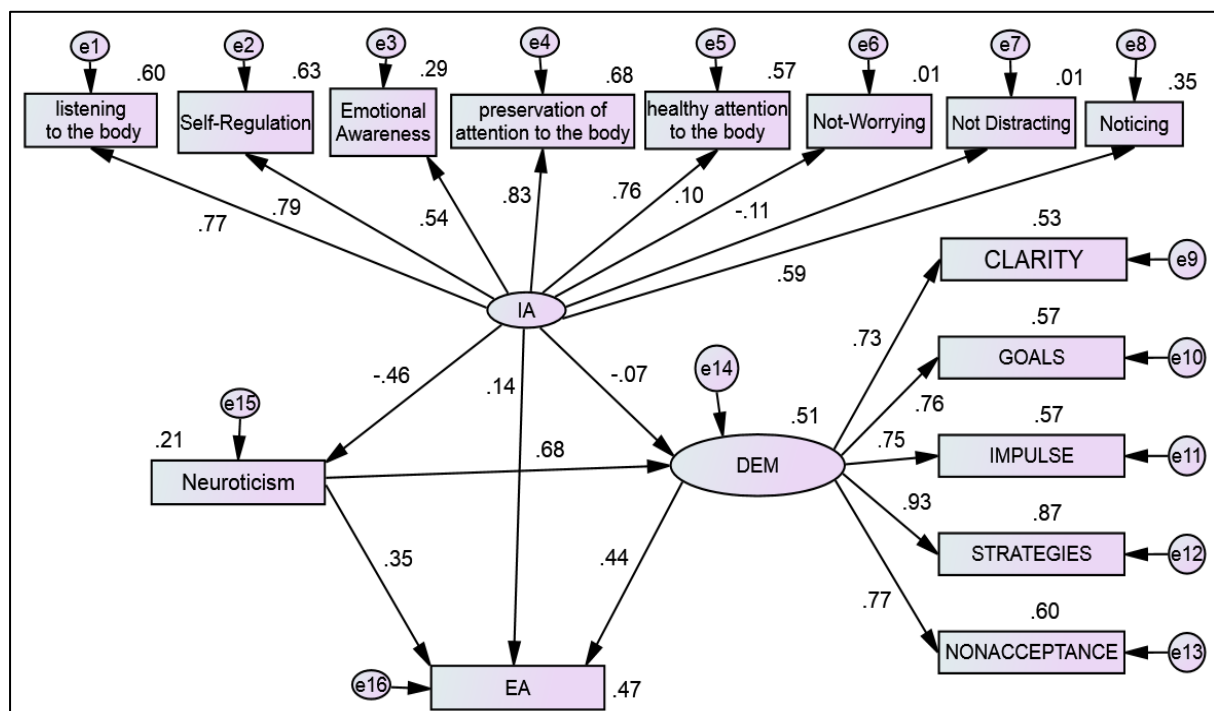 e1
e2
e3
e4
e5
e6
e7
e8
.60
.63
.29
.68
.57
.01
.01
.35
listening
to the body
Self-Regulation
Emotional
Awareness
preservation of
attention to the body
healthy attention
to the body
Not-Worrying
Not Distracting
Noticing
.77
.79
.54
.83
.76
.10
-.11
.59
IA
.53
CLARITY
e9
.73
.57
GOALS
e10
.76
-.46
.14
-.07
e14
e15
.21
Neuroticism
.68
.51
DEM
.75
.57
IMPULSE
e11
.93
.87
STRATEGIES
e12
.35
.44
.77
.60
NONACCEPTANCE
e13
e16
EA
.47